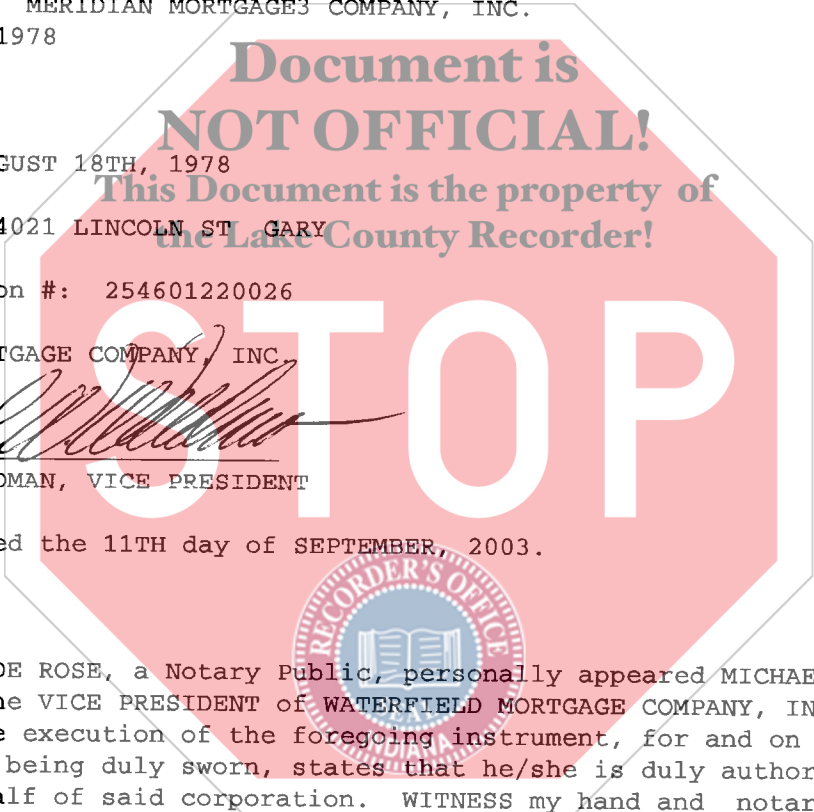 MERIDIAN MORTGAGE3 COMPANY, INC.
1978
Document is
NOT OFFICIAL!
GUST 18TH, 1978
This Document is the property of
4021 LINCOLN ST GARY
the Lake County Recorder!
on #: 254601220026
STOP
TGAGE COMPANY, INC.
DMAN, VICE PRESIDENT
ed the 11TH day of SEPTEMBER, 2003.
RECORDER'S OFFICE
SEAL
INDIANA
DE ROSE, a Notary Public, personally appeared MICHAE
he VICE PRESIDENT of WATERFIELD MORTGAGE COMPANY, IN
e execution of the foregoing instrument, for and on
being duly sworn, states that he/she is duly author
alf of said corporation. WITNESS my hand and notar